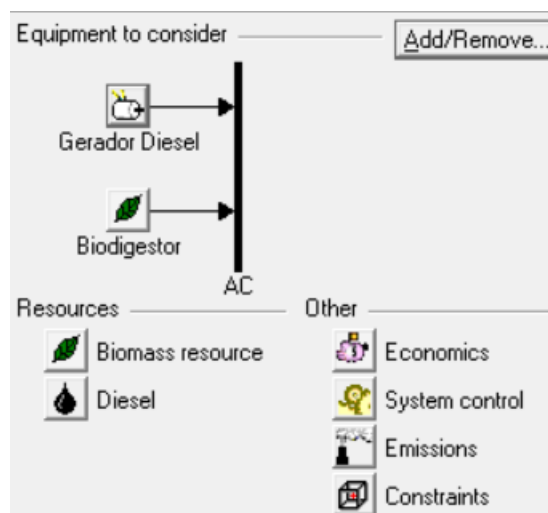 Equipment to consider
Add/Remove...
Gerador Diesel
Biodigestor
AC
Resources
Other
Biomass resource
Economics
Diesel
System control
Emissions
Constraints